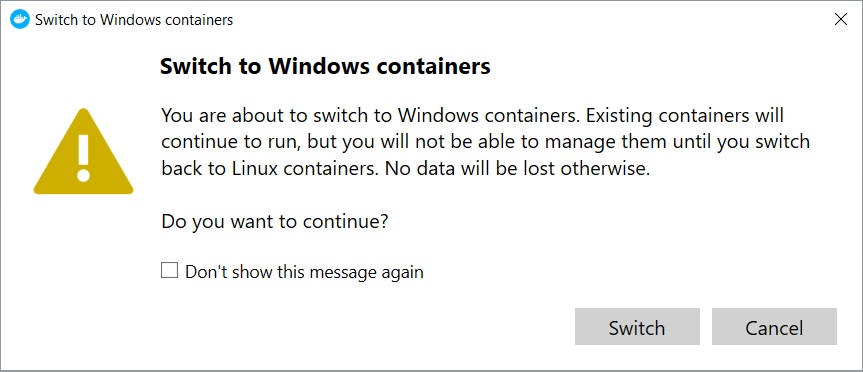 Switch to Windows containers
Switch to Windows containers
You are about to switch to Windows containers. Existing containers will
continue to run, but you will not be able to manage them until you switch
back to Linux containers. No data will be lost otherwise.
Do you want to continue?
Don't show this message again
Switch
Cancel